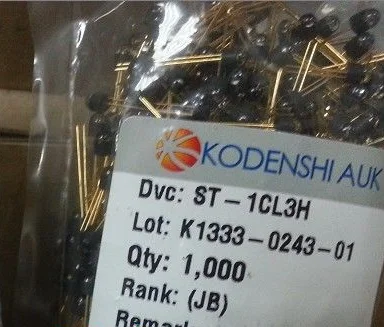 KODENSHI AUK
Dvc: ST-1CL3H
Lot: K1333-0243-01
Qty: 1,000
Rank: (JB)